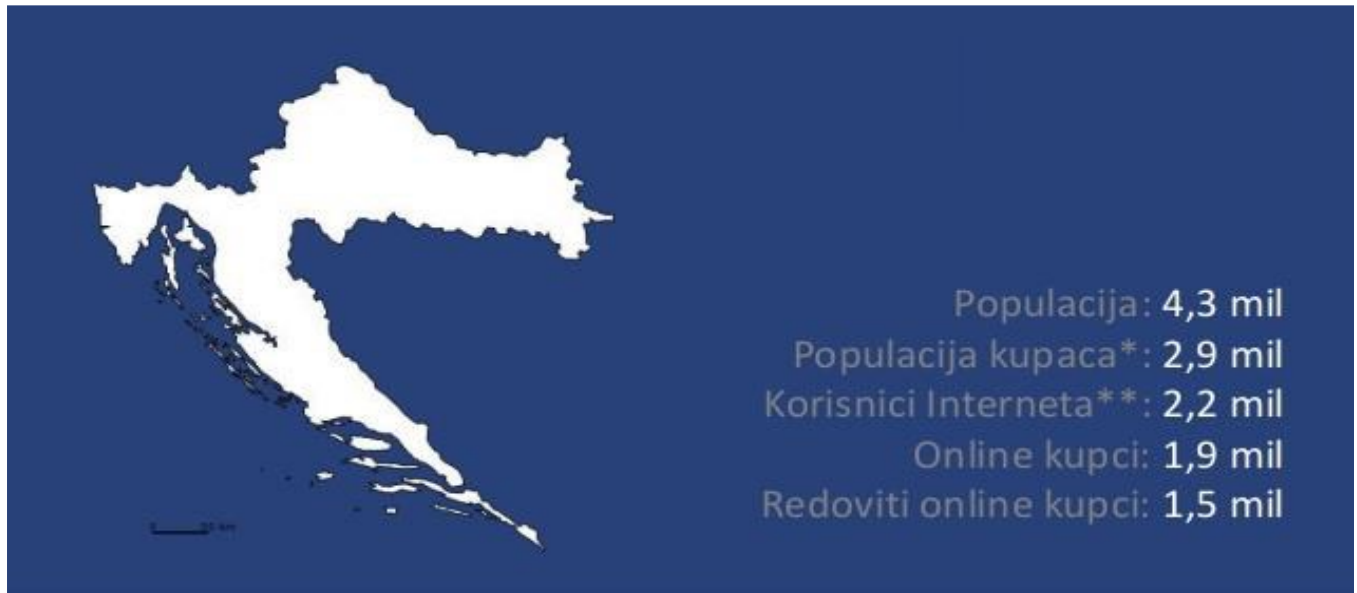 Populacija: 4,3 mil
Populacija kupaca*: 2,9 mil
Korisnici Interneta**: 2,2 mil
Online kupci: 1,9 mil
Redoviti online kupci: 1,5 mil